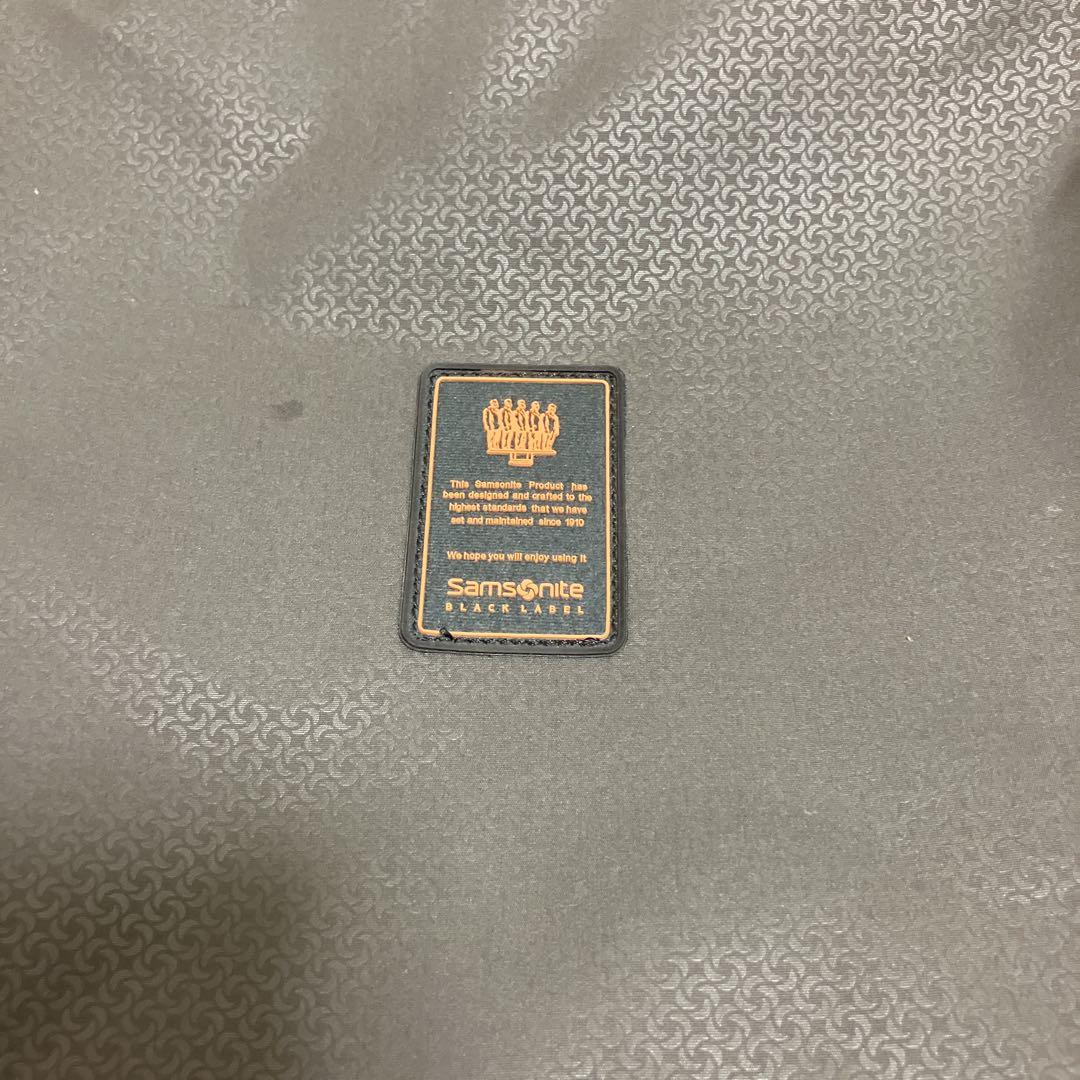 This Samsonite Product has
been designed and crafted to the
highest standards that we have
set and maintained since 1910
We hope you will enjoy using it
Samsonite
BLACK LABEL